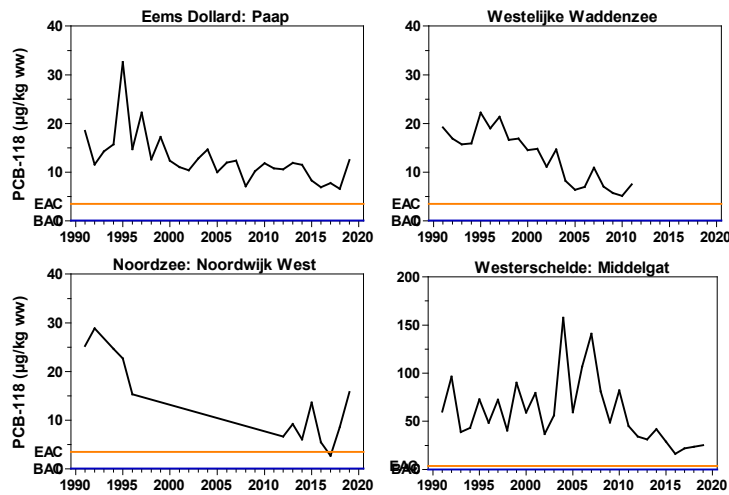 Eems Dollard: Paap
Westelijke Waddenzee
PCB-118 (µg/kg ww)
40
30
20
10
EAC
BAC
0
1990 1995 2000 2005 2010 2015 2020
40
30
20
10
EAC
BAC
0
1990 1995 2000 2005 2010 2015 2020
Noordzee: Noordwijk West
Westerschelde: Middelgat
PCB-118 (µg/kg ww)
40
30
20
10
EAC
BAC
0
1990 1995 2000 2005 2010 2015 2020
200
150
100
50
EAC
BAC
0
1990 1995 2000 2005 2010 2015 2020